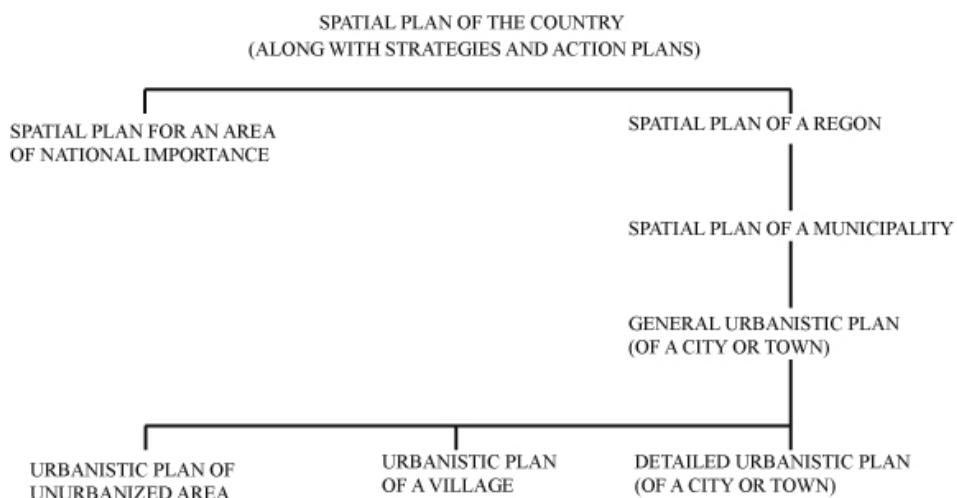 SPATIAL PLAN OF THE COUNTRY
(ALONG WITH STRATEGIES AND ACTION PLANS)
SPATIAL PLAN FOR AN AREA
OF NATIONAL IMPORTANCE
SPATIAL PLAN OF A REGON
SPATIAL PLAN OF A MUNICIPALITY
GENERAL URBANISTIC PLAN
(OF A CITY OR TOWN)
URBANISTIC PLAN OF
UNURBANIZED AREA
URBANISTIC PLAN
OF A VILLAGE
DETAILED URBANISTIC PLAN
(OF A CITY OR TOWN)